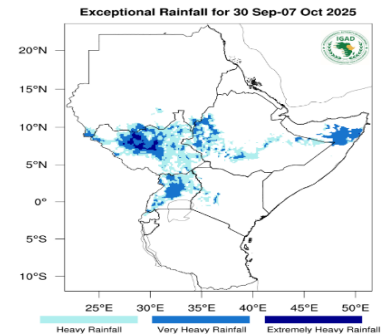 Exceptional Rainfall for 30 Sep-07 Oct 2025
IGAD
20°N
15°N
10°N
5°N
0°
5°S
10°S
25°E 30°E 35°E 40°E 45°E 50°E
Heavy Rainfall Very Heavy Rainfall Extremely Heavy Rainfall